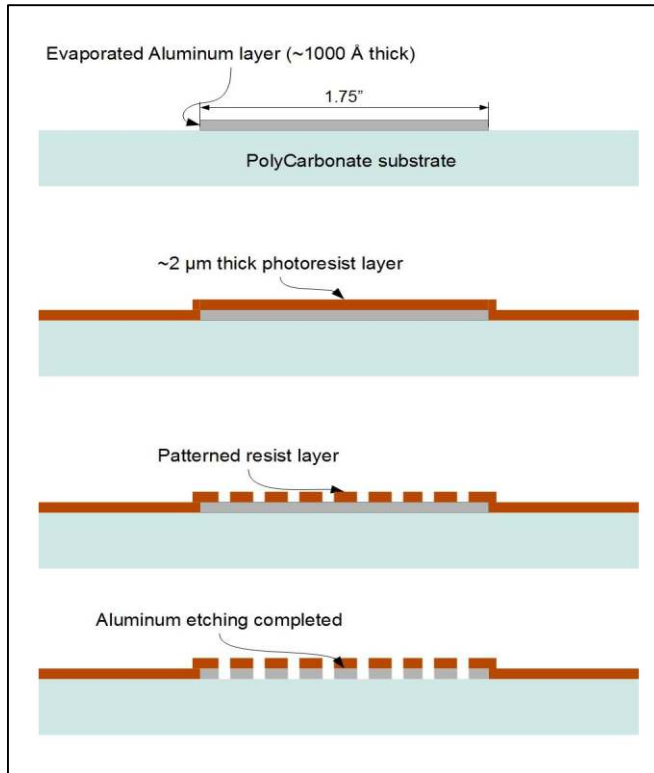 Evaporated Aluminum layer (~1000 Å thick)
1.75”
PolyCarbonate substrate
~2 µm thick photoresist layer
Patterned resist layer
Aluminum etching completed